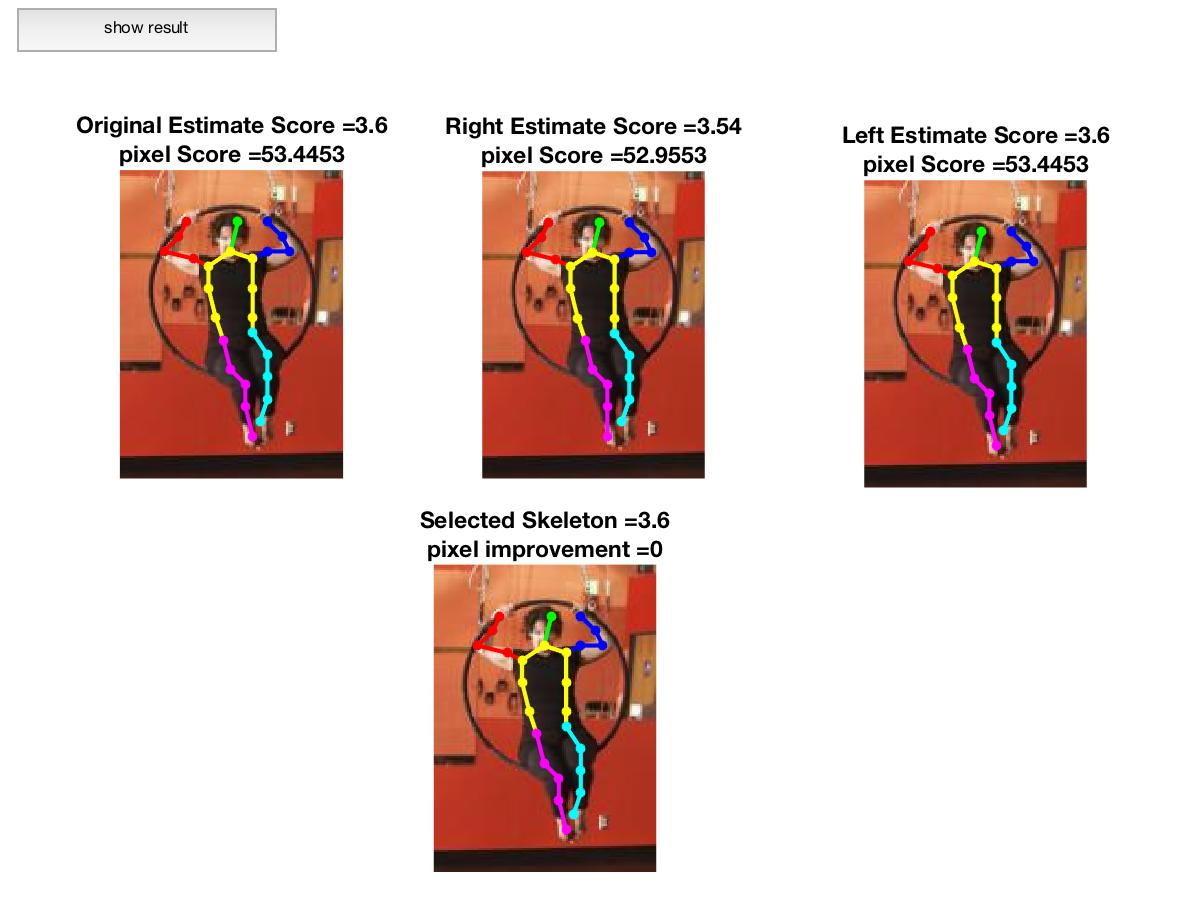 show result
Original Estimate Score =3.6
pixel Score =53.4453
Right Estimate Score =3.54
pixel Score =52.9553
Left Estimate Score =3.6
pixel Score =53.4453
Selected Skeleton =3.6
pixel improvement =0